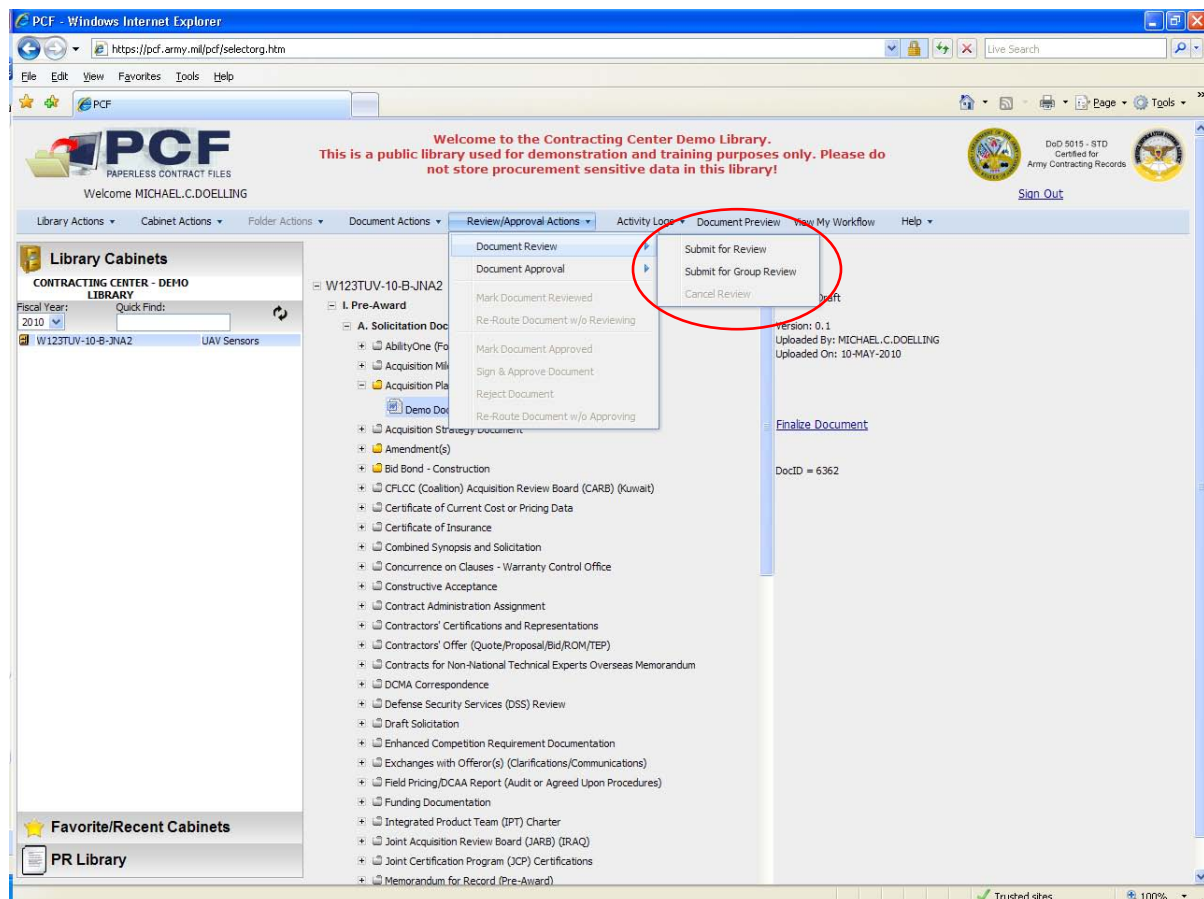 PCF - Windows Internet Explorer
https://pcf.army.mil/pcf/selectorg.htm
Live Search
File Edit View Favorites Tools Help
PCF
Page Tools
PCF
PAPERLESS CONTRACT FILES
Welcome MICHAEL.C.DOELLING
Welcome to the Contracting Center Demo Library.
This is a public library used for demonstration and training purposes only. Please do
not store procurement sensitive data in this library!
DoD 5015 - STD
Certified for
Army Contracting Records
Sign Out
Library Actions Cabinet Actions Folder Actions Document Actions Review/Approval Actions Activity Logs Document Preview View My Workflow Help
Library Cabinets
CONTRACTING CENTER - DEMO
LIBRARY
Fiscal Year: Quick Find:
2010
W123TUV-10-B-JNA2 UAV Sensors
Favorite/Recent Cabinets
PR Library
Document Review
Document Approval
Mark Document Reviewed
Re-Route Document w/o Reviewing
Mark Document Approved
Sign & Approve Document
Reject Document
Re-Route Document w/o Approving
Submit for Review
Submit for Group Review
Cancel Review
W123TUV-10-B-JNA2
I. Pre-Award
A. Solicitation Doc
AbilityOne (Fo
Acquisition Mil
Acquisition Pla
Demo Doc
Acquisition Strategy Document
Amendment(s)
Bid Bond - Construction
CFLCC (Coalition) Acquisition Review Board (CARB) (Kuwait)
Certificate of Current Cost or Pricing Data
Certificate of Insurance
Combined Synopsis and Solicitation
Concurrence on Clauses - Warranty Control Office
Constructive Acceptance
Contract Administration Assignment
Contractors' Certifications and Representations
Contractors' Offer (Quote/Proposal/Bid/ROM/TEP)
Contracts for Non-National Technical Experts Overseas Memorandum
DCMA Correspondence
Defense Security Services (DSS) Review
Draft Solicitation
Enhanced Competition Requirement Documentation
Exchanges with Offeror(s) (Clarifications/Communications)
Field Pricing/DCAA Report (Audit or Agreed Upon Procedures)
Funding Documentation
Integrated Product Team (IPT) Charter
Joint Acquisition Review Board (JARB) (IRAQ)
Joint Certification Program (JCP) Certifications
Memorandum for Record (Pre-Award)
Draft
Version: 0.1
Uploaded By: MICHAEL.C.DOELLING
Uploaded On: 10-MAY-2010
Finalize Document
DocID = 6362
Trusted sites 100%